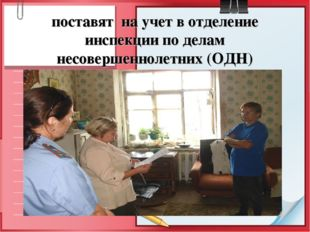 поставят на учет в отделение
инспекции по делам
несовершеннолетних (ОДН)